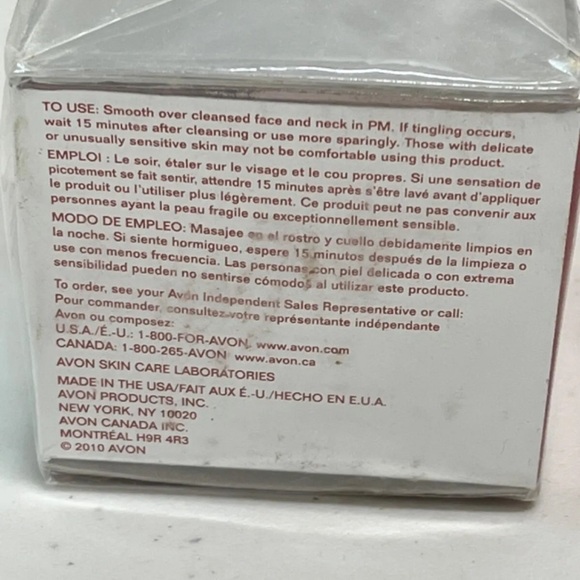 TO USE: Smooth over cleansed face and neck in PM. If tingling occurs,
wait 15 minutes after cleansing or use more sparingly. Those with delicate
or unusually sensitive skin may not be comfortable using this product.
EMPLOI : Le soir, étaler sur le visage et le cou propres. Si une sensation de
picotement se fait sentir, attendre 15 minutes après s'être lavé avant d'appliquer
le produit ou l'utiliser plus légèrement. Ce produit peut ne pas convenir aux
personnes ayant la peau fragile ou exceptionnellement sensible.
MODO DE EMPLEO: Masajee en el rostro y cuello debidamente limpios en
la noche. Si siente hormigueo, espere 15 minutos después de la limpieza o
use con menos frecuencia. Las personas con piel delicada o con extrema
sensibilidad pueden no sentirse cómodos al utilizar este producto.
To order, see your Avon Independent Sales Representative or call:
Pour commander, consultez votre représentante indépendante
Avon ou composez:
U.S.A./É.-U.: 1-800-FOR-AVON, www.avon.com
CANADA: 1-800-265-AVON www.avon.ca
AVON SKIN CARE LABORATORIES
MADE IN THE USA/FAIT AUX É.-U./HECHO EN E.U.A.
AVON PRODUCTS, INC.
NEW YORK, NY 10020
AVON CANADA INC.
MONTRÉAL H9R 4R3
© 2010 AVON